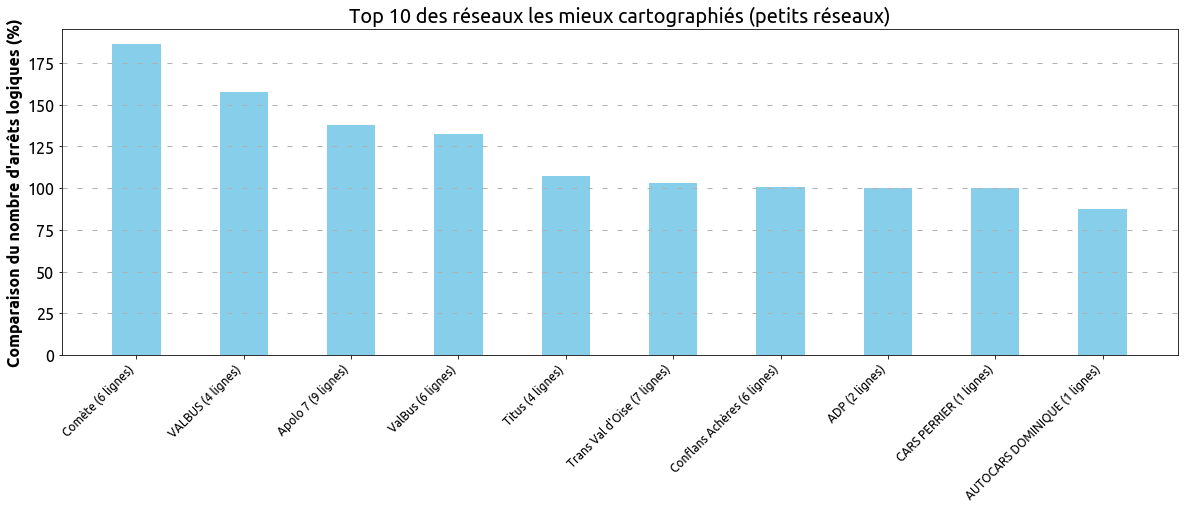 Top 10 des réseaux les mieux cartographiés (petits réseaux)
Comparaison du nombre d'arrêts logiques (%)
175
150
125
100
75
50
25
0
Comète (6 lignes)
VALBUS (4 lignes)
Apolo 7 (9 lignes)
ValBus (6 lignes)
Titus (4 lignes)
Trans Val d'Oise (7 lignes)
Conflans Achères (6 lignes)
ADP (2 lignes)
CARS PERRIER (1 lignes)
AUTOCARS DOMINIQUE (1 lignes)